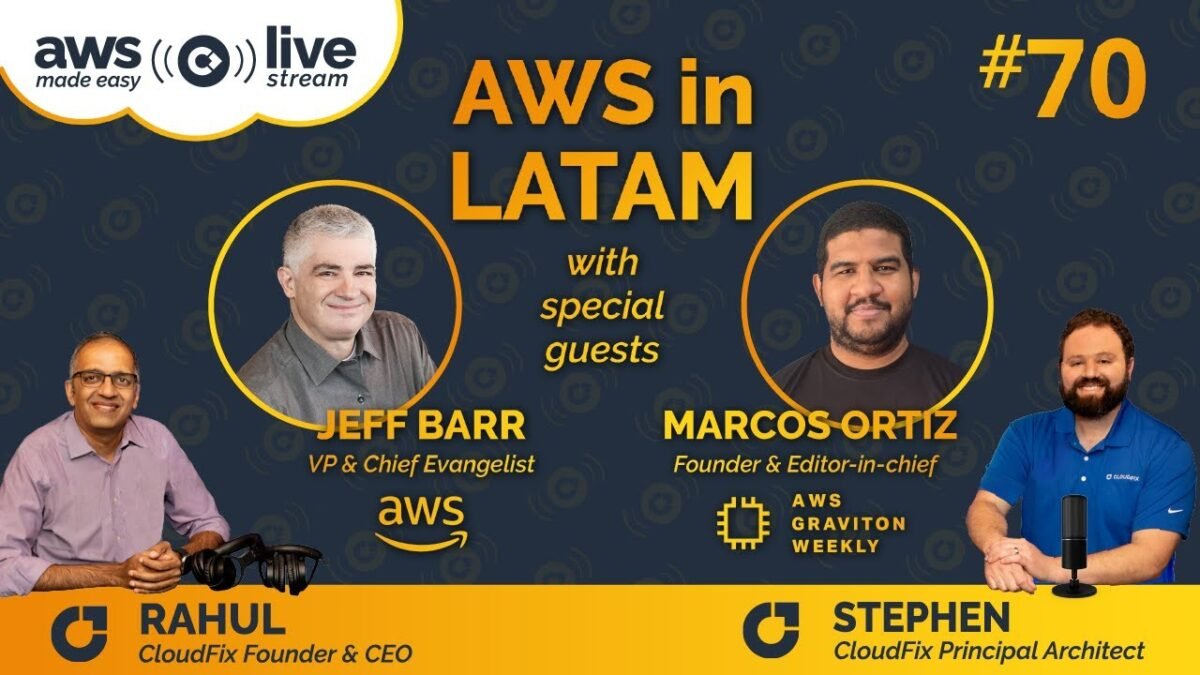 aws live
made easy stream
#70
AWS in
LATAM
with
special
guests
JEFF BARR
VP & Chief Evangelist
aws
MARCOS ORTIZ
Founder & Editor-in-chief
AWS
GRAVITON
WEEKLY
CLOUDFIX
RAHUL
CloudFix Founder & CEO
STEPHEN
CloudFix Principal Architect